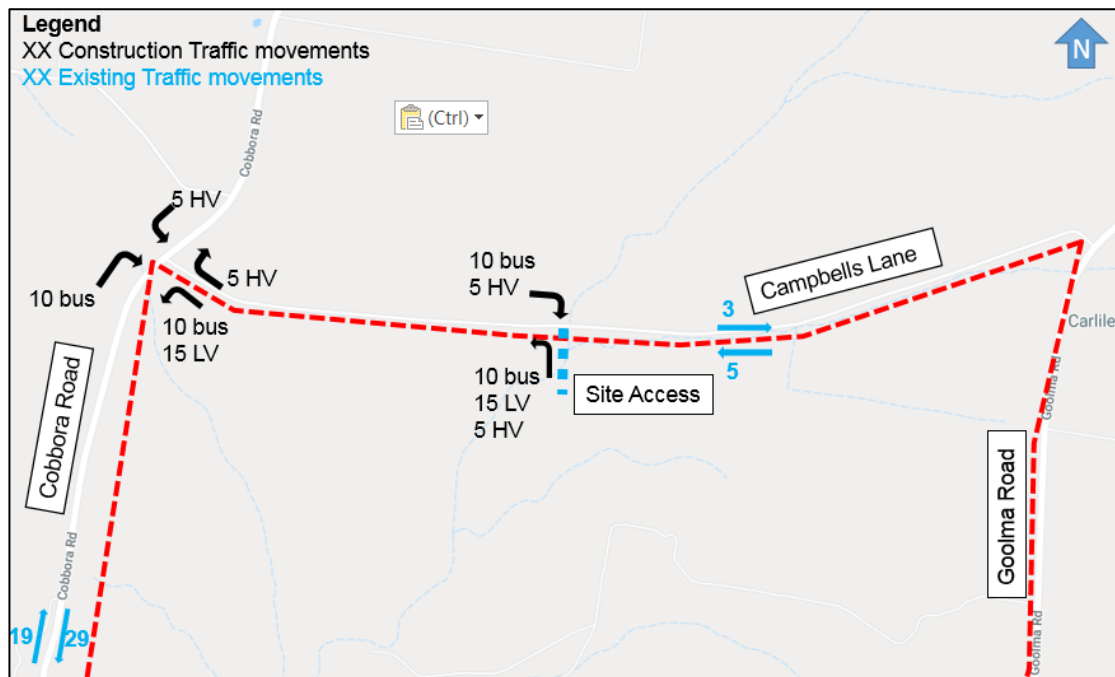 Legend
XX Construction Traffic movements
XX Existing Traffic movements
N
(Ctrl)
Cobbora Rd
5 HV
10 bus
5 HV
10 bus
15 LV
10 bus
5 HV
Campbells Lane
3
5
Carlile
10 bus
15 LV
5 HV
Site Access
Cobbora Road
Goolma Rd
Goolma Road
Cobbora Rd
19
29
Goolma Rd